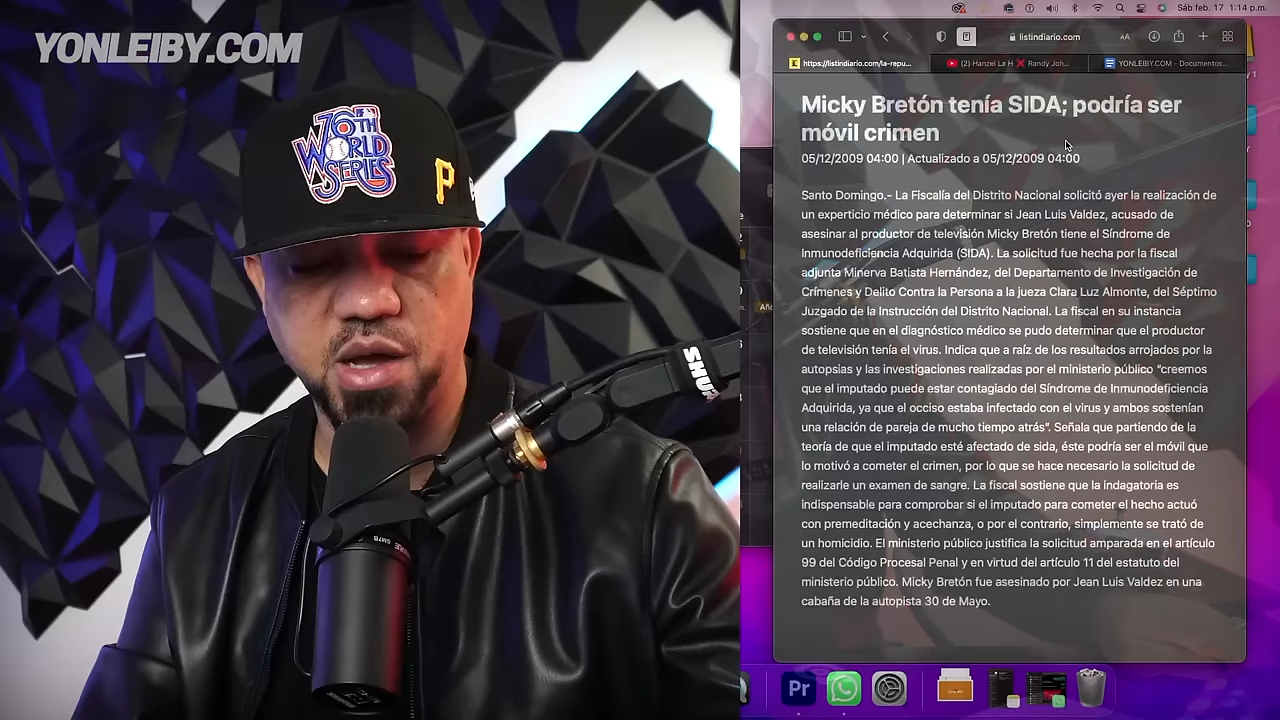 YONLEIBY.COM
76TH
WORLD
SERIES
P
SHURE
SM7B
Sáb feb. 17 1:14 p.m.
listindiario.com
AA
https://listindiario.com/la-repu...
(2) Hanzel La H ❌ Randy Joh...
YONLEIBY.COM - Documentos...
Micky Bretón tenía SIDA; podría ser
móvil crimen
05/12/2009 04:00 | Actualizado a 05/12/2009 04:00
Santo Domingo.- La Fiscalía del Distrito Nacional solicitó ayer la realización de
un experticio médico para determinar si Jean Luis Valdez, acusado de
asesinar al productor de televisión Micky Bretón tiene el Síndrome de
Inmunodeficiencia Adquirida (SIDA). La solicitud fue hecha por la fiscal
adjunta Minerva Batista Hernández, del Departamento de Investigación de
Crímenes y Delito Contra la Persona a la jueza Clara Luz Almonte, del Séptimo
Juzgado de la Instrucción del Distrito Nacional. La fiscal en su instancia
sostiene que en el diagnóstico médico se pudo determinar que el productor
de televisión tenía el virus. Indica que a raíz de los resultados arrojados por la
autopsias y las investigaciones realizadas por el ministerio público “creemos
que el imputado puede estar contagiado del Síndrome de Inmunodeficiencia
Adquirida, ya que el occiso estaba infectado con el virus y ambos sostenían
una relación de pareja de mucho tiempo atrás”. Señala que partiendo de la
teoría de que el imputado esté afectado de sida, éste podría ser el móvil que
lo motivó a cometer el crimen, por lo que se hace necesario la solicitud de
realizarle un examen de sangre. La fiscal sostiene que la indagatoria es
indispensable para comprobar si el imputado para cometer el hecho actuó
con premeditación y acechanza, o por el contrario, simplemente se trató de
un homicidio. El ministerio público justifica la solicitud amparada en el artículo
99 del Código Procesal Penal y en virtud del artículo 11 del estatuto del
ministerio público. Micky Bretón fue asesinado por Jean Luis Valdez en una
cabaña de la autopista 30 de Mayo.
Pr